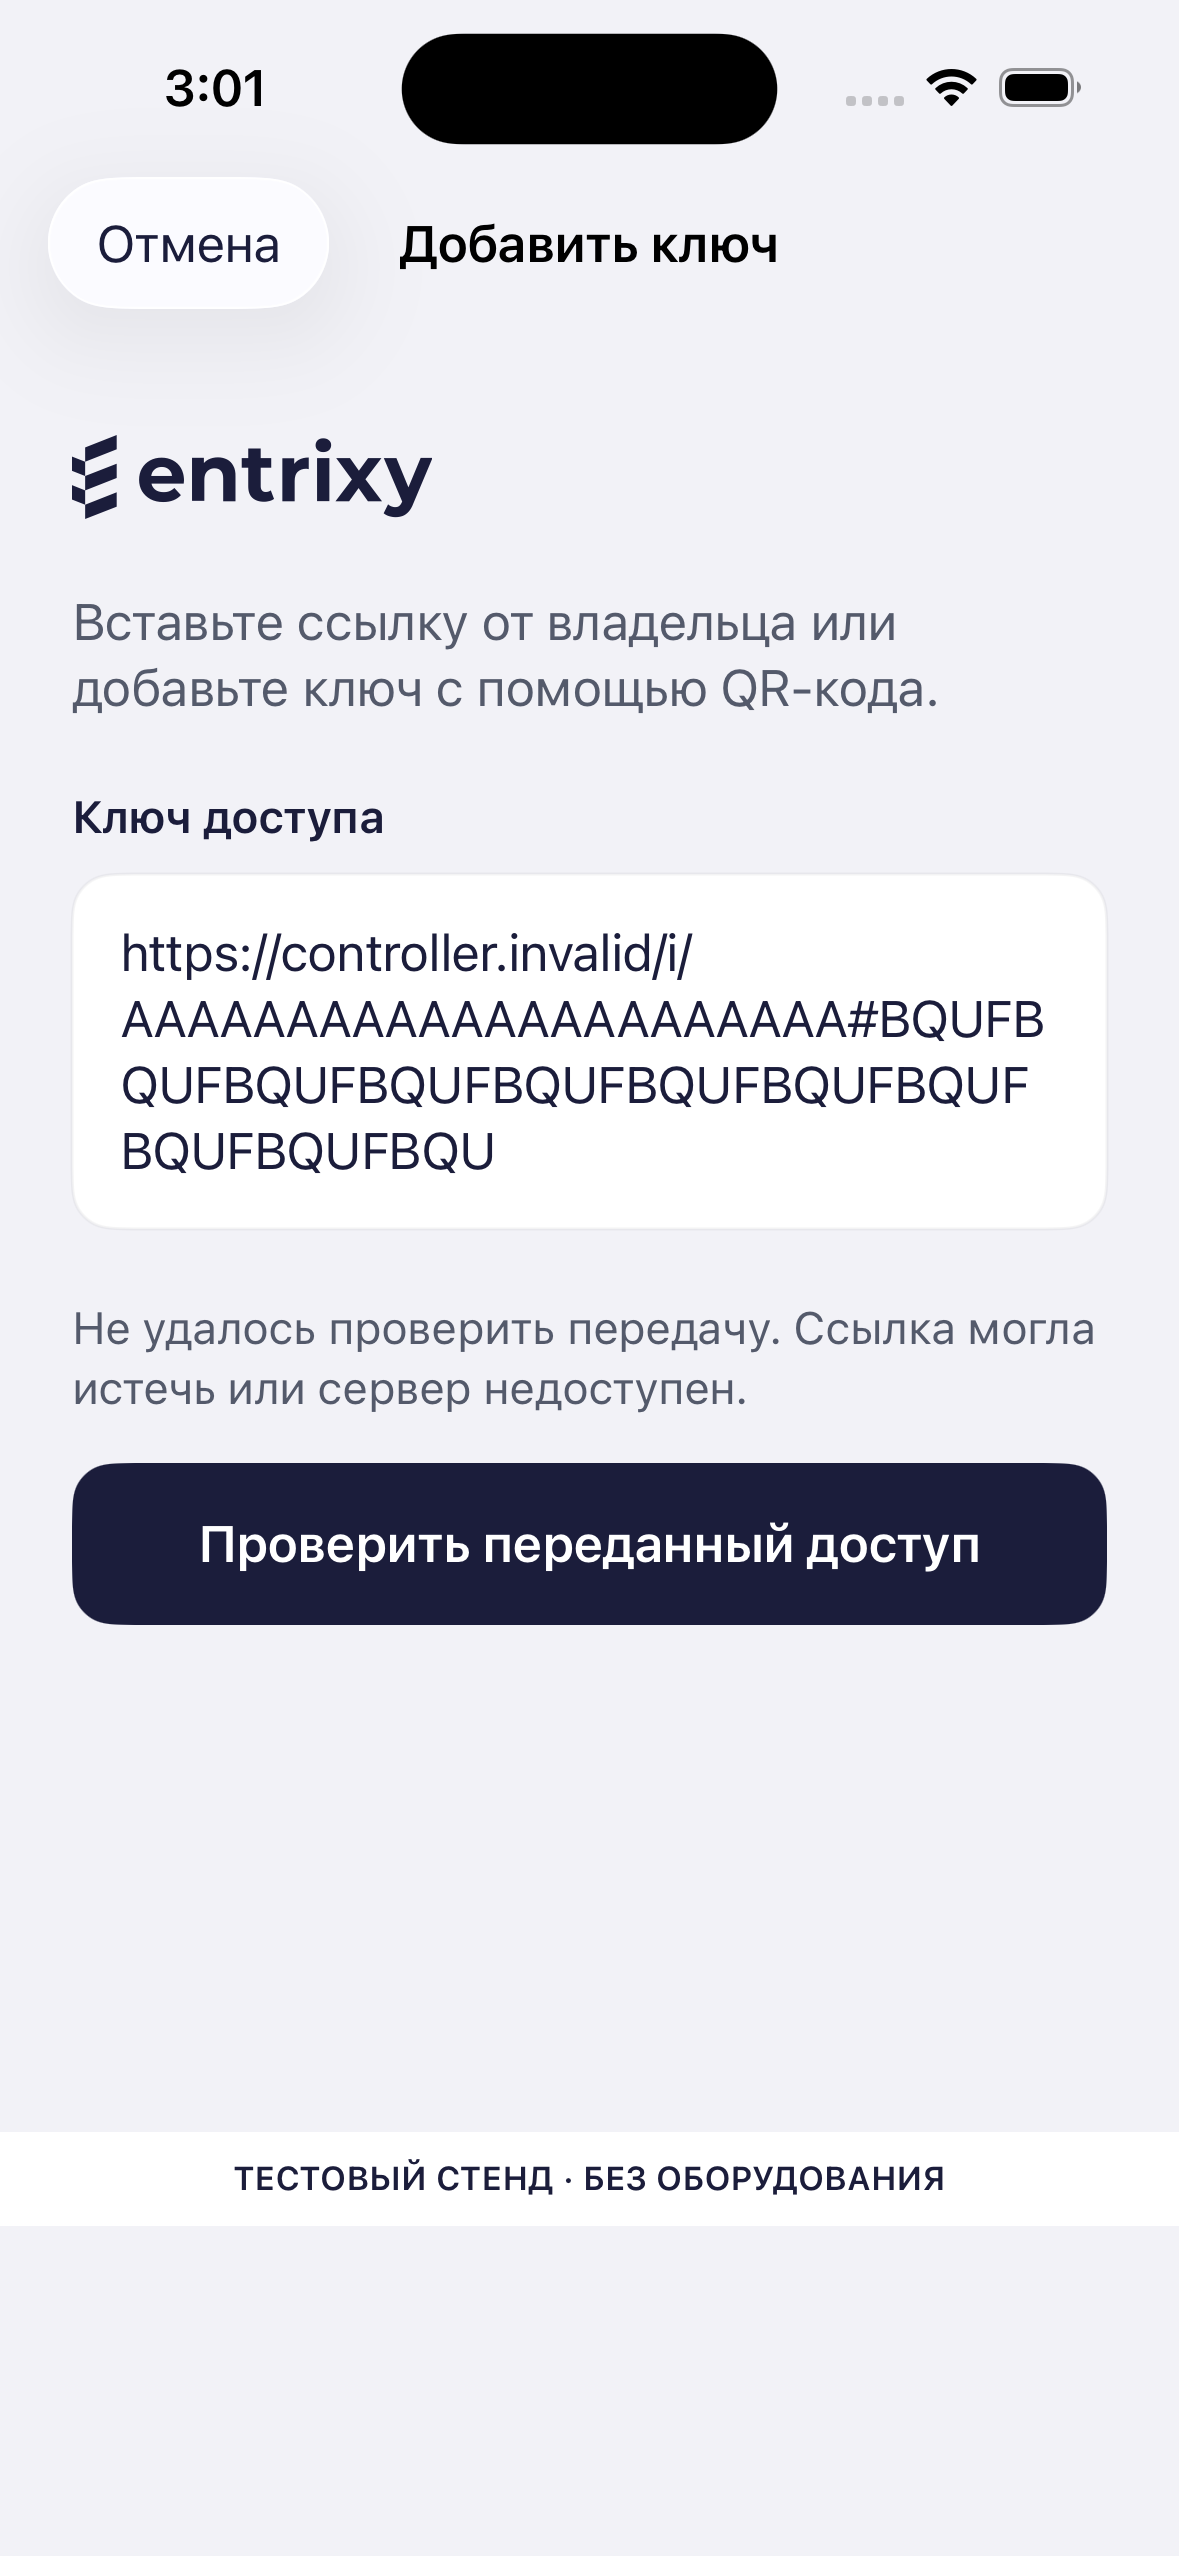 3:01
Отмена
Добавить ключ
entrixy
Вставьте ссылку от владельца или
добавьте ключ с помощью QR-кода.
Ключ доступа
https://controller.invalid/i/
AAAAAAAAAAAAAAAAAAAAAA#BQUFB
QUFBQUFBQUFBQUFBQUFBQUFBQUF
BQUFBQUFBQU
Не удалось проверить передачу. Ссылка могла
истечь или сервер недоступен.
Проверить переданный доступ
ТЕСТОВЫЙ СТЕНД · БЕЗ ОБОРУДОВАНИЯ